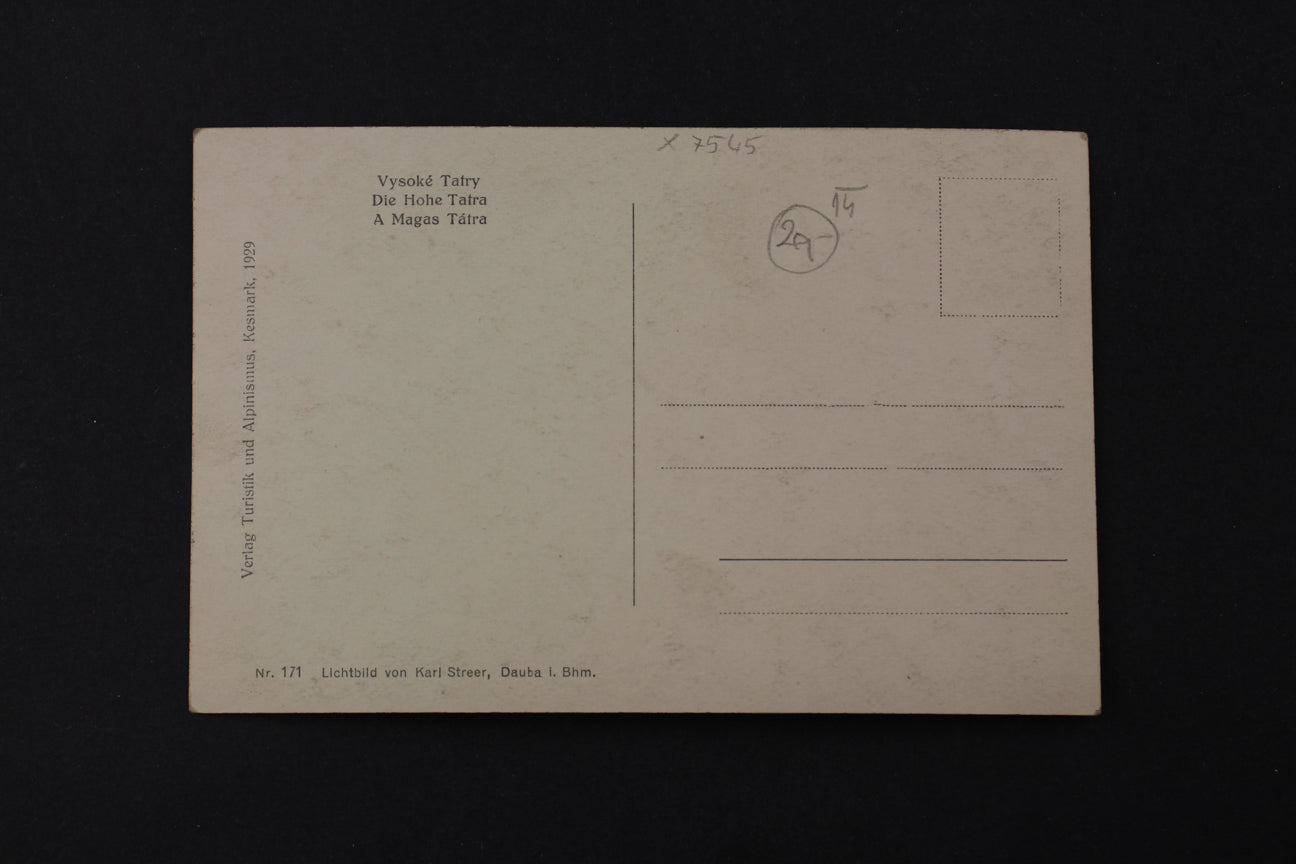 x 7545
Vysoké Tatry
Die Hohe Tatra
A Magas Tátra
14
Verlag Turistik und Alpinismus, Kesmark, 1929
Nr. 171 Lichtbild von Karl Streer, Dauba i. Bhm.